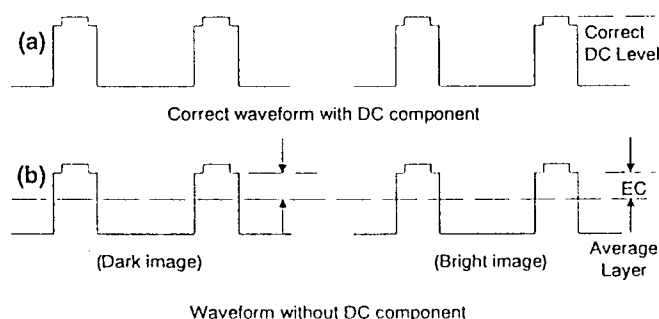 (a)
Correct
DC Level
Correct waveform with DC component
(b)
EC
(Dark image)
(Bright image)
Average
Layer
Waveform without DC component